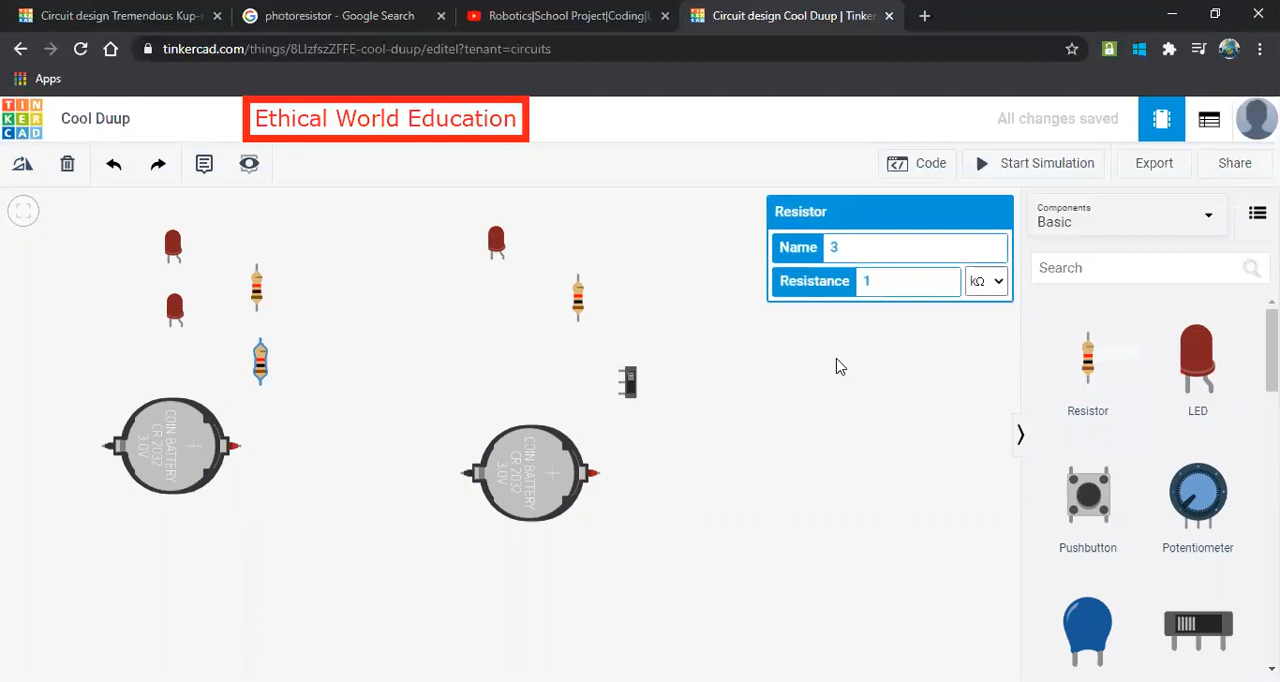 Circuit design Tremendous Kup-
photoresistor - Google Search
Robotics|School Project|Coding|
Circuit design Cool Duup | Tinker
tinkercad.com/things/8LIzfszZFFE-cool-duup/editel?tenant=circuits
Apps
TIN
KER
CAD
Cool Duup
Ethical World Education
All changes saved
Code
Start Simulation
Export
Share
Resistor
Name 3
Resistance 1 kΩ
Components
Basic
Search
Resistor
LED
Pushbutton
Potentiometer
COIN BATTERY
CR 2032
3.0V
COIN BATTERY
CR 2032
3.0V